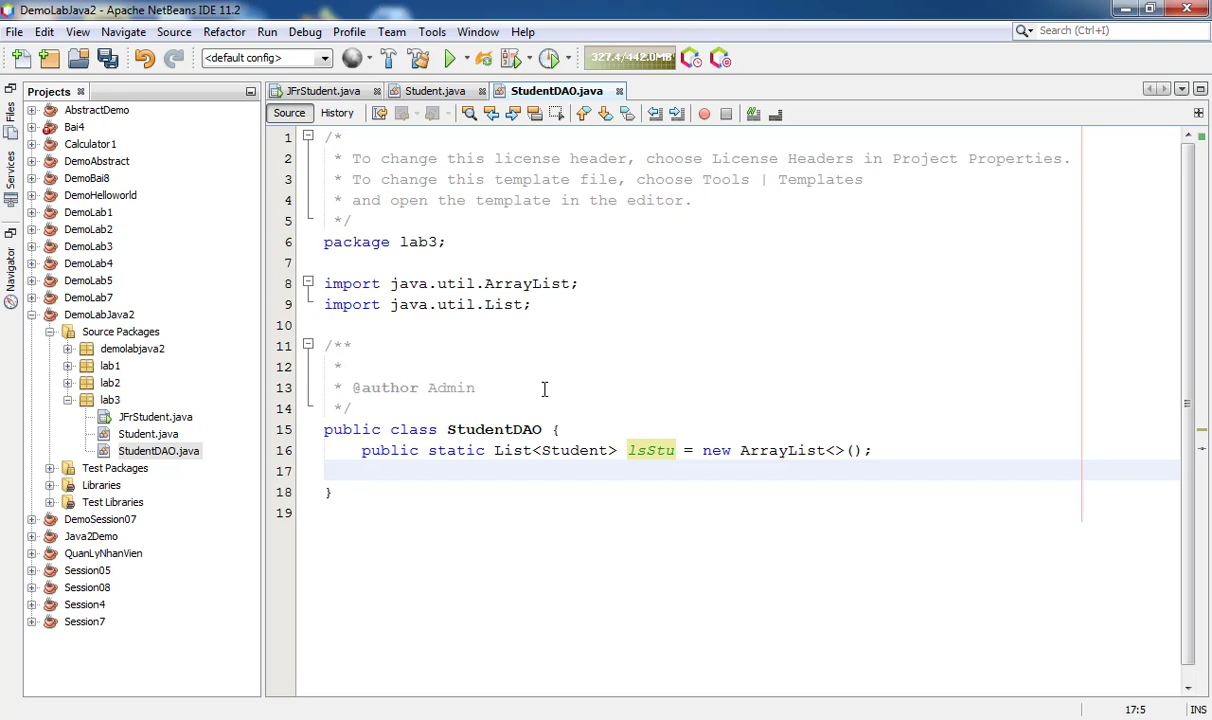 DemoLabJava2 - Apache NetBeans IDE 11.2
File Edit View Navigate Source Refactor Run Debug Profile Team Tools Window Help
Search (Ctrl+I)
<default config>
327.4/442.0MB
Files
Services
Navigator
Projects
AbstractDemo
Bai4
Calculator1
DemoAbstract
DemoBai8
DemoHelloworld
DemoLab1
DemoLab2
DemoLab3
DemoLab4
DemoLab5
DemoLab7
DemoLabJava2
Source Packages
demolabjava2
lab1
lab2
lab3
JFrStudent.java
Student.java
StudentDAO.java
Test Packages
Libraries
Test Libraries
DemoSession07
Java2Demo
QuanLyNhanVien
Session05
Session08
Session4
Session7
JFrStudent.java Student.java StudentDAO.java
Source History
1 /*
2 * To change this license header, choose License Headers in Project Properties.
3 * To change this template file, choose Tools | Templates
4 * and open the template in the editor.
5 */
6 package lab3;
7
8 import java.util.ArrayList;
9 import java.util.List;
10
11 /**
12 *
13 * @author Admin
14 */
15 public class StudentDAO {
16 public static List<Student> lsStu = new ArrayList<>();
17
18 }
19
17:5 INS